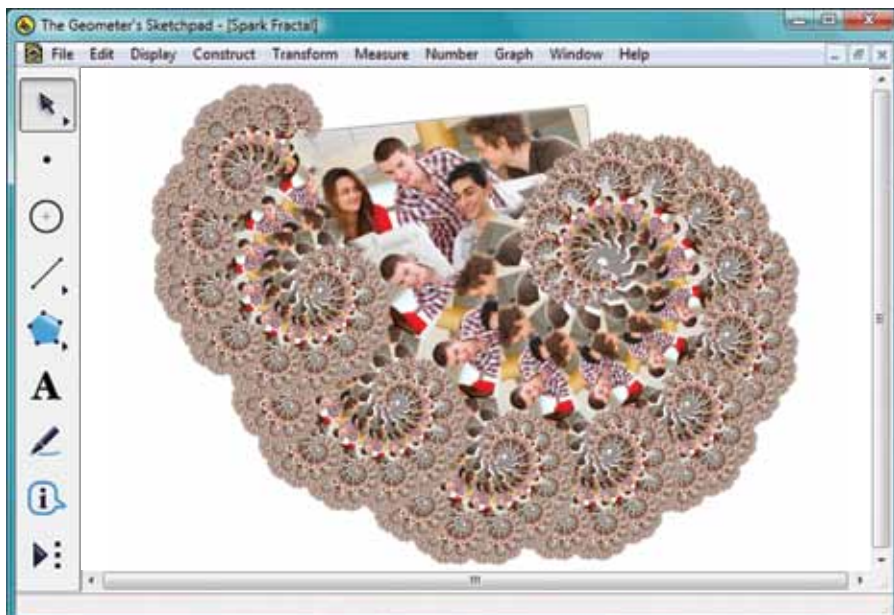 The Geometer's Sketchpad - [Spark Fractal]
File Edit Display Construct Transform Measure Number Graph Window Help
A
i